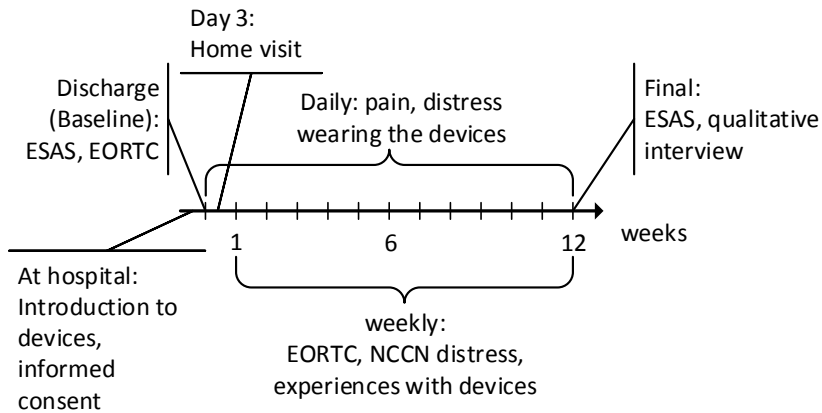 Day 3:
Home visit
Discharge
(Baseline):
ESAS, EORTC
Daily: pain, distress
wearing the devices
Final:
ESAS, qualitative
interview
1
6
12
weeks
At hospital:
Introduction to
devices,
informed
consent
weekly:
EORTC, NCCN distress,
experiences with devices